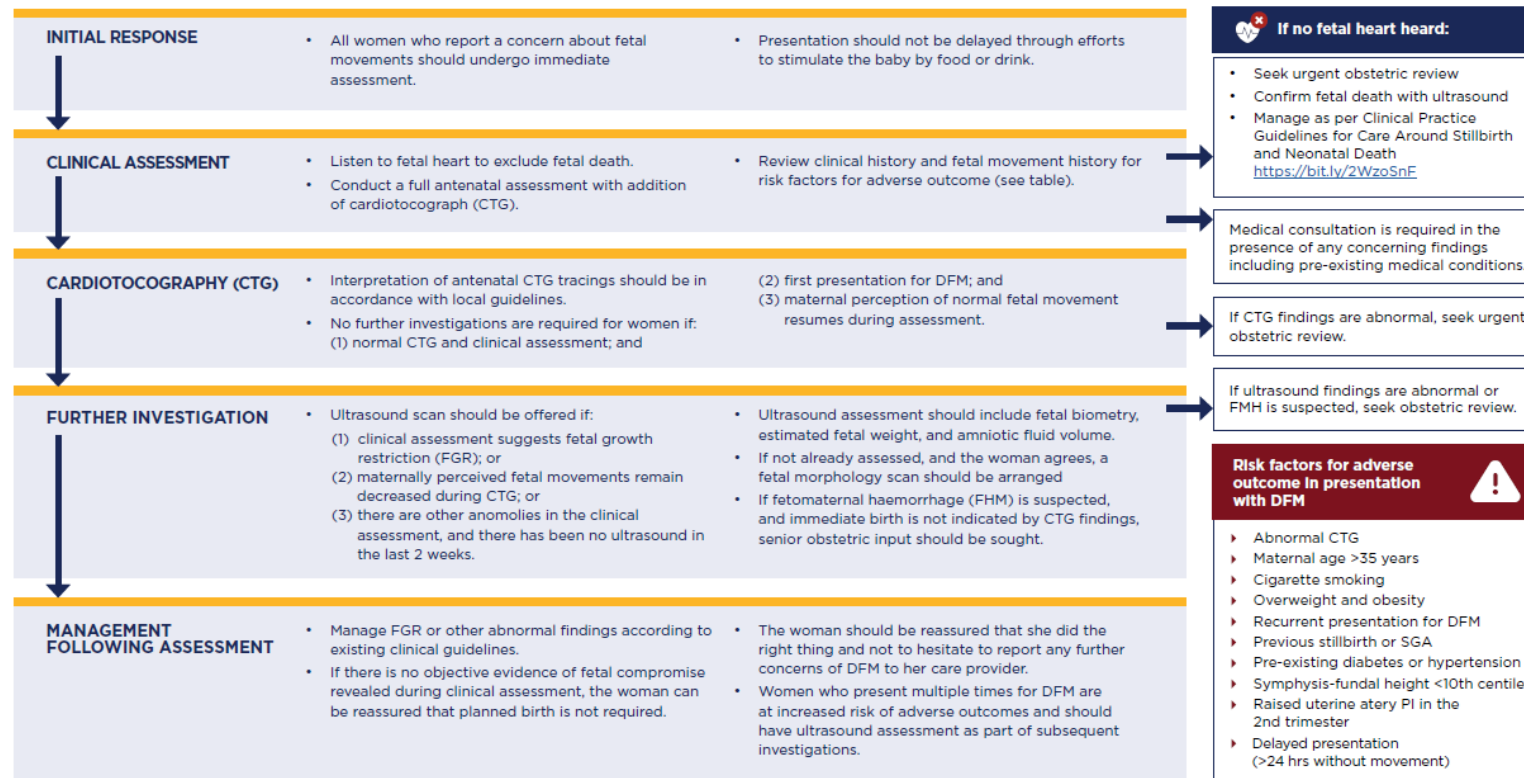 INITIAL RESPONSE
• All women who report a concern about fetal
movements should undergo immediate
assessment.
• Presentation should not be delayed through efforts
to stimulate the baby by food or drink.
CLINICAL ASSESSMENT
• Listen to fetal heart to exclude fetal death.
• Conduct a full antenatal assessment with addition
of cardiotocograph (CTG).
• Review clinical history and fetal movement history for
risk factors for adverse outcome (see table).
CARDIOTOCOGRAPHY (CTG)
• Interpretation of antenatal CTG tracings should be in
accordance with local guidelines.
• No further investigations are required for women if:
(1) normal CTG and clinical assessment; and
(2) first presentation for DFM; and
(3) maternal perception of normal fetal movement
resumes during assessment.
FURTHER INVESTIGATION
• Ultrasound scan should be offered if:
(1) clinical assessment suggests fetal growth
restriction (FGR); or
(2) maternally perceived fetal movements remain
decreased during CTG; or
(3) there are other anomolies in the clinical
assessment, and there has been no ultrasound in
the last 2 weeks.
• Ultrasound assessment should include fetal biometry,
estimated fetal weight, and amniotic fluid volume.
• If not already assessed, and the woman agrees, a
fetal morphology scan should be arranged
• If fetomaternal haemorrhage (FHM) is suspected,
and immediate birth is not indicated by CTG findings,
senior obstetric input should be sought.
MANAGEMENT
FOLLOWING ASSESSMENT
• Manage FGR or other abnormal findings according to
existing clinical guidelines.
• If there is no objective evidence of fetal compromise
revealed during clinical assessment, the woman can
be reassured that planned birth is not required.
• The woman should be reassured that she did the
right thing and not to hesitate to report any further
concerns of DFM to her care provider.
• Women who present multiple times for DFM are
at increased risk of adverse outcomes and should
have ultrasound assessment as part of subsequent
investigations.
If no fetal heart heard:
• Seek urgent obstetric review
• Confirm fetal death with ultrasound
• Manage as per Clinical Practice
Guidelines for Care Around Stillbirth
and Neonatal Death
https://bit.ly/2WzoSnF
Medical consultation is required in the
presence of any concerning findings
including pre-existing medical conditions.
If CTG findings are abnormal, seek urgent
obstetric review.
If ultrasound findings are abnormal or
FMH is suspected, seek obstetric review.
Risk factors for adverse
outcome in presentation
with DFM
Abnormal CTG
Maternal age >35 years
Cigarette smoking
Overweight and obesity
Recurrent presentation for DFM
Previous stillbirth or SGA
Pre-existing diabetes or hypertension
Symphysis-fundal height <10th centile
Raised uterine atery PI in the
2nd trimester
Delayed presentation
(>24 hrs without movement)